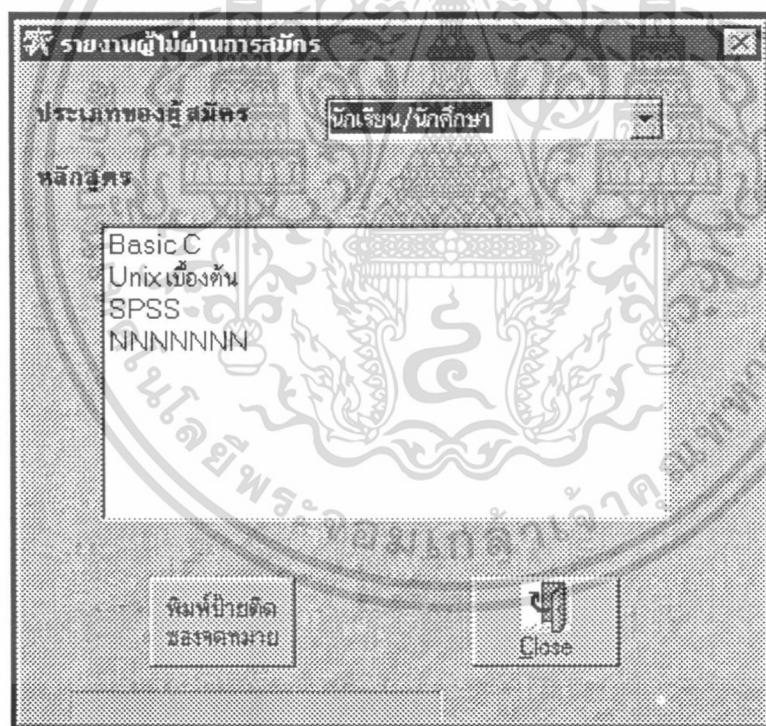 รายงานผู้ไม่ผ่านการสมัคร
ประเภทของผู้สมัคร
นักเรียน/นักศึกษา
หลักสูตร
Basic C
Unix เบื้องต้น
SPSS
NNNNNNN
พิมพ์ป้ายติด
ซองจดหมาย
Close